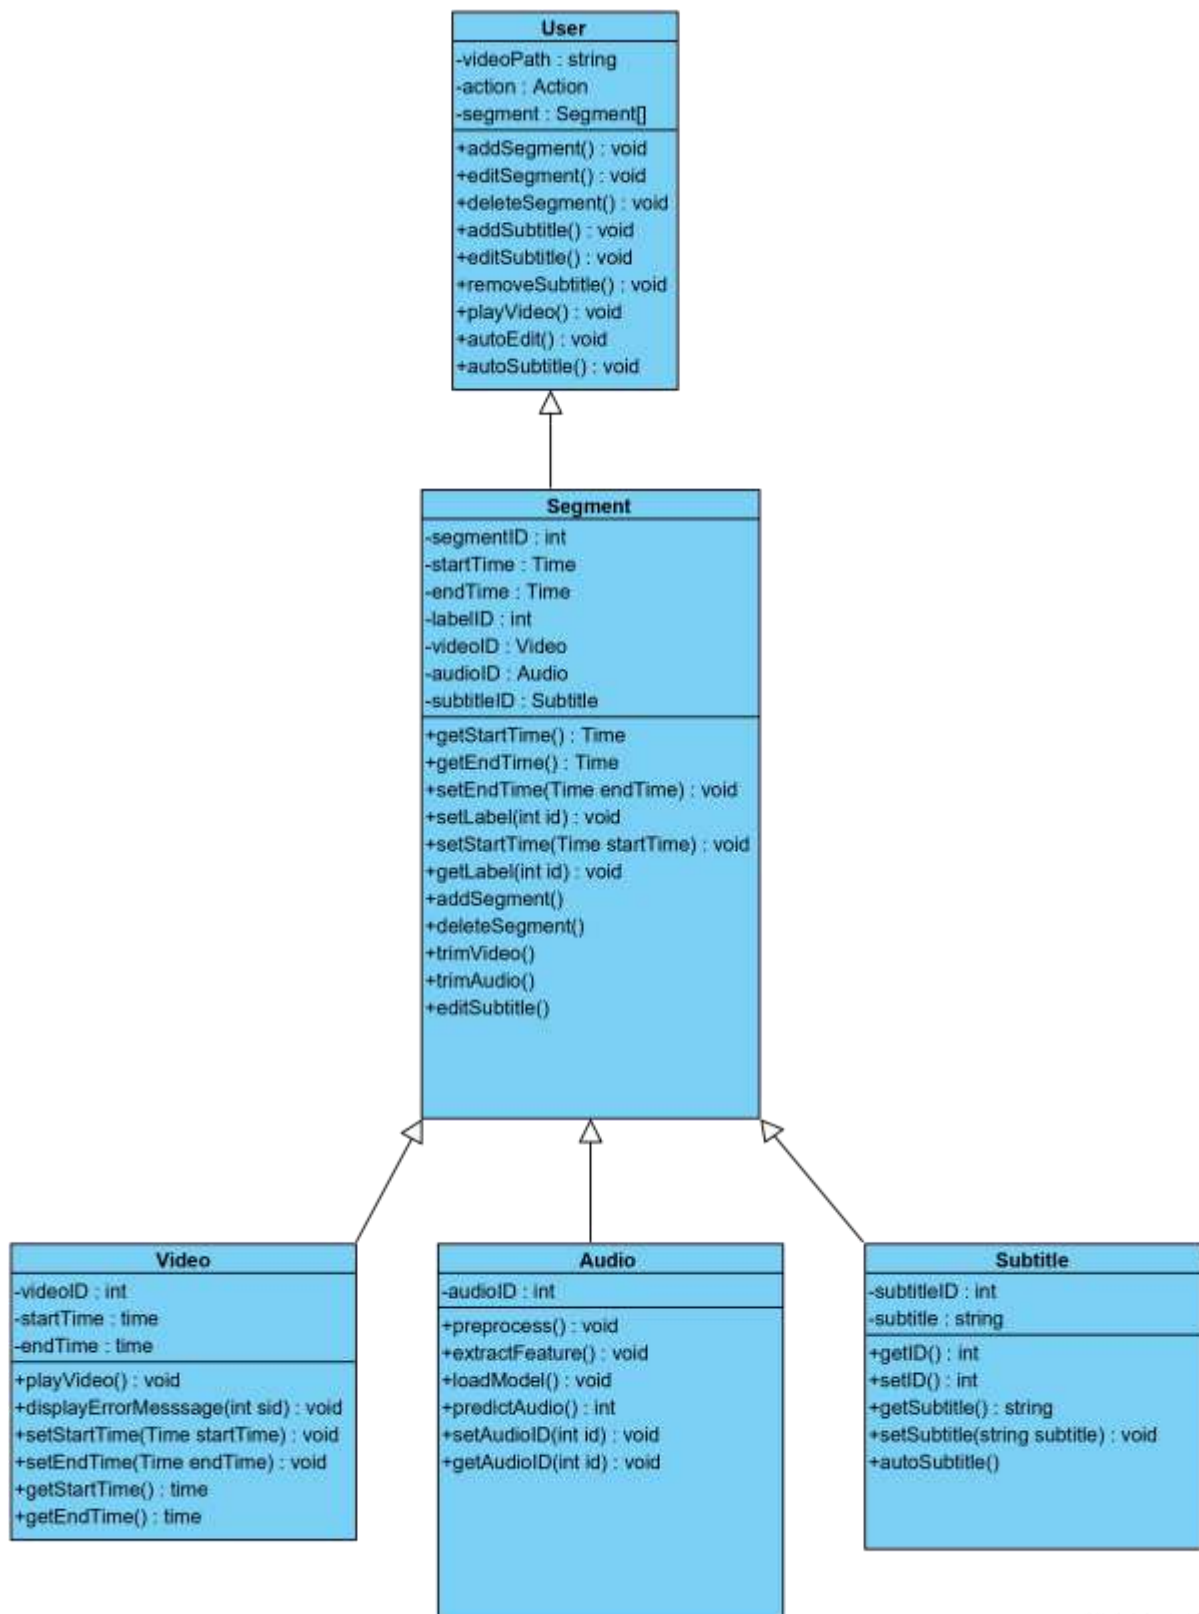 User
-videoPath : string
-action : Action
-segment : Segment[]
+addSegment() : void
+editSegment() : void
+deleteSegment() : void
+addSubtitle() : void
+editSubtitle() : void
+removeSubtitle() : void
+playVideo() : void
+autoEdit() : void
+autoSubtitle() : void
Segment
-segmentID : int
-startTime : Time
-endTime : Time
-labelID : int
-videoID : Video
-audioID : Audio
-subtitleID : Subtitle
+getStartTime() : Time
+getEndTime() : Time
+setEndTime(Time endTime) : void
+setLabel(int id) : void
+setStartTime(Time startTime) : void
+getLabel(int id) : void
+addSegment()
+deleteSegment()
+trimVideo()
+trimAudio()
+editSubtitle()
Video
-videoID : int
-startTime : time
-endTime : time
+playVideo() : void
+displayErrorMesssage(int sid) : void
+setStartTime(Time startTime) : void
+setEndTime(Time endTime) : void
+getStartTime() : time
+getEndTime() : time
Audio
-audioID : int
+preprocess() : void
+extractFeature() : void
+loadModel() : void
+predictAudio() : int
+setAudioID(int id) : void
+getAudioID(int id) : void
Subtitle
-subtitleID : int
-subtitle : string
+getID() : int
+setID() : int
+getSubtitle() : string
+setSubtitle(string subtitle) : void
+autoSubtitle()